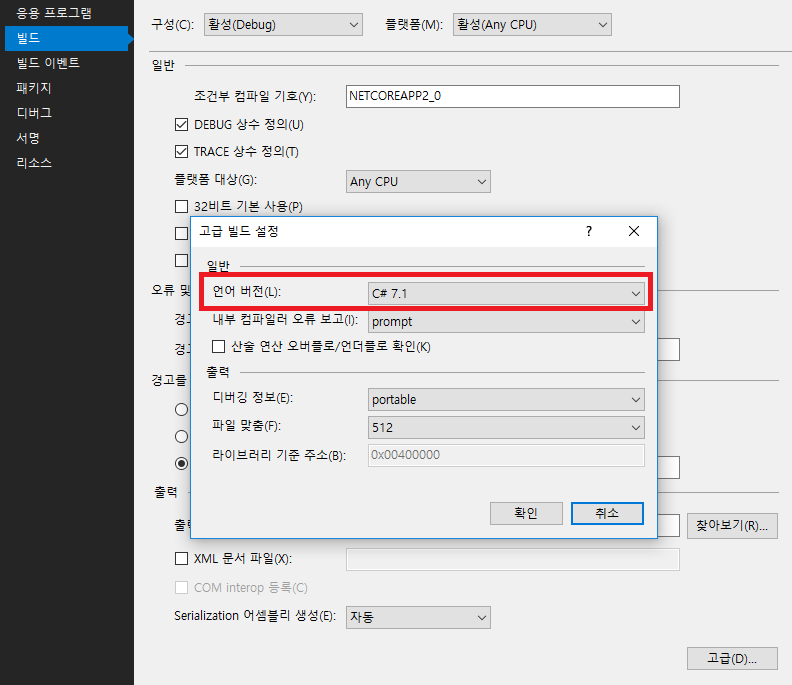 응용 프로그램
빌드
빌드 이벤트
패키지
디버그
서명
리소스
구성(C): 활성(Debug) 플랫폼(M): 활성(Any CPU)
일반
조건부 컴파일 기호(Y): NETCOREAPP2_0
DEBUG 상수 정의(U)
TRACE 상수 정의(T)
플랫폼 대상(G): Any CPU
32비트 기본 사용(P)
고급 빌드 설정 ?
일반
언어 버전(L): C# 7.1
내부 컴파일러 오류 보고(I): prompt
산술 연산 오버플로/언더플로 확인(K)
출력
디버깅 정보(E): portable
파일 맞춤(F): 512
라이브러리 기준 주소(B): 0x00400000
확인 취소
오류 및
경고를
출력
찾아보기(R)...
XML 문서 파일(X):
COM interop 등록(C)
Serialization 어셈블리 생성(E): 자동
고급(D)...